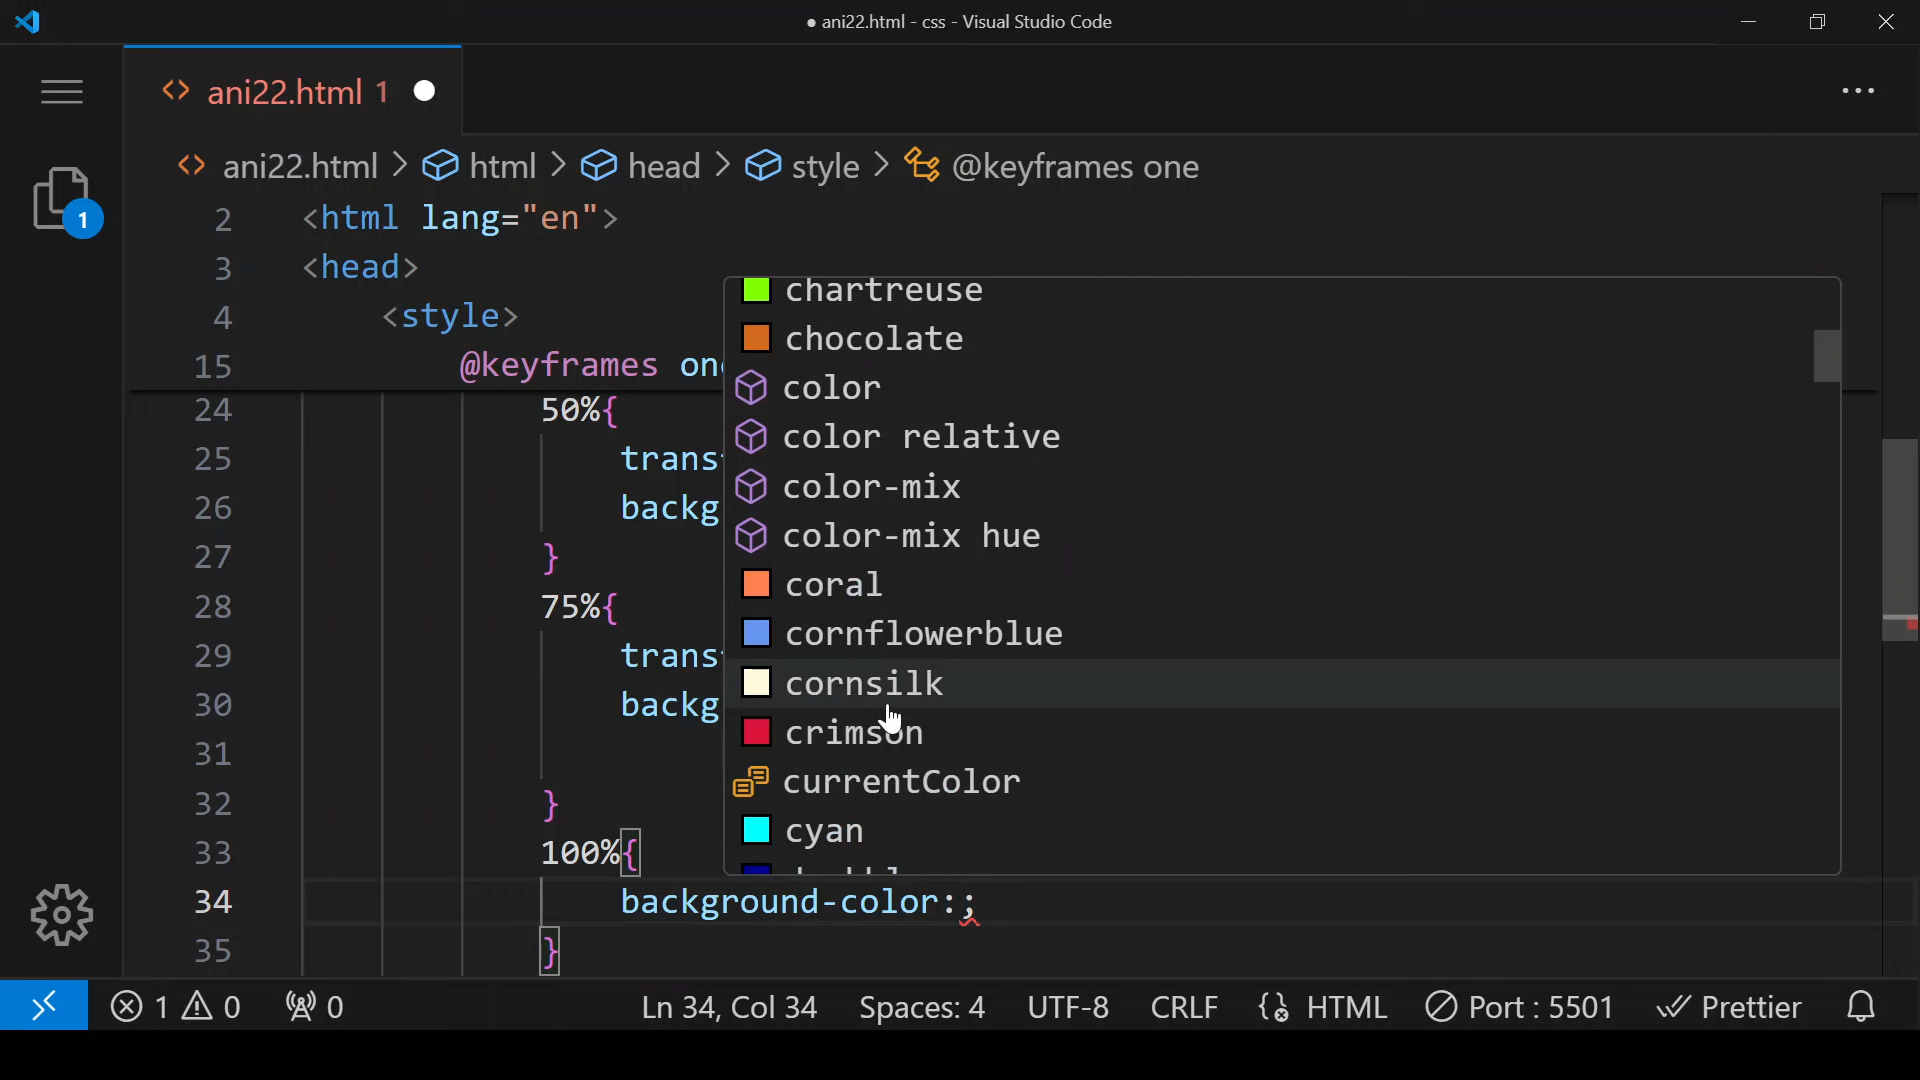 ● ani22.html - css - Visual Studio Code
ani22.html 1
ani22.html > html > head > style > @keyframes one
1
2 <html lang="en">
3 <head>
4 <style>
15 @keyframes one
24 50%{
25 transf
26 backg
27 }
28 75%{
29 transf
30 backg
31
32 }
33 100%{
34 background-color:;
35 }
chartreuse
chocolate
color
color relative
color-mix
color-mix hue
coral
cornflowerblue
cornsilk
crimson
currentColor
cyan
1 0 0 Ln 34, Col 34 Spaces: 4 UTF-8 CRLF {} HTML Port : 5501 Prettier